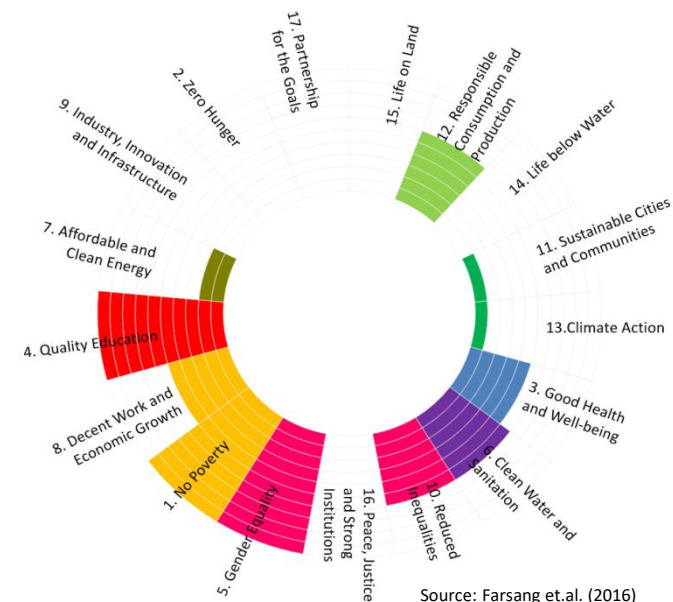 17. Partnership
for the Goals
15. Life on Land
12. Responsible
Consumption and
Production
14. Life below Water
11. Sustainable Cities
and Communities
13.Climate Action
3. Good Health
and Well-being
6. Clean Water and
Sanitation
10. Reduced
Inequalities
16. Peace, Justice
and Strong
Institutions
5. Gender Equality
1. No Poverty
8. Decent Work and
Economic Growth
4. Quality Education
7. Affordable and
Clean Energy
9. Industry, Innovation
and Infrastructure
2. Zero Hunger
Source: Farsang et.al. (2016)